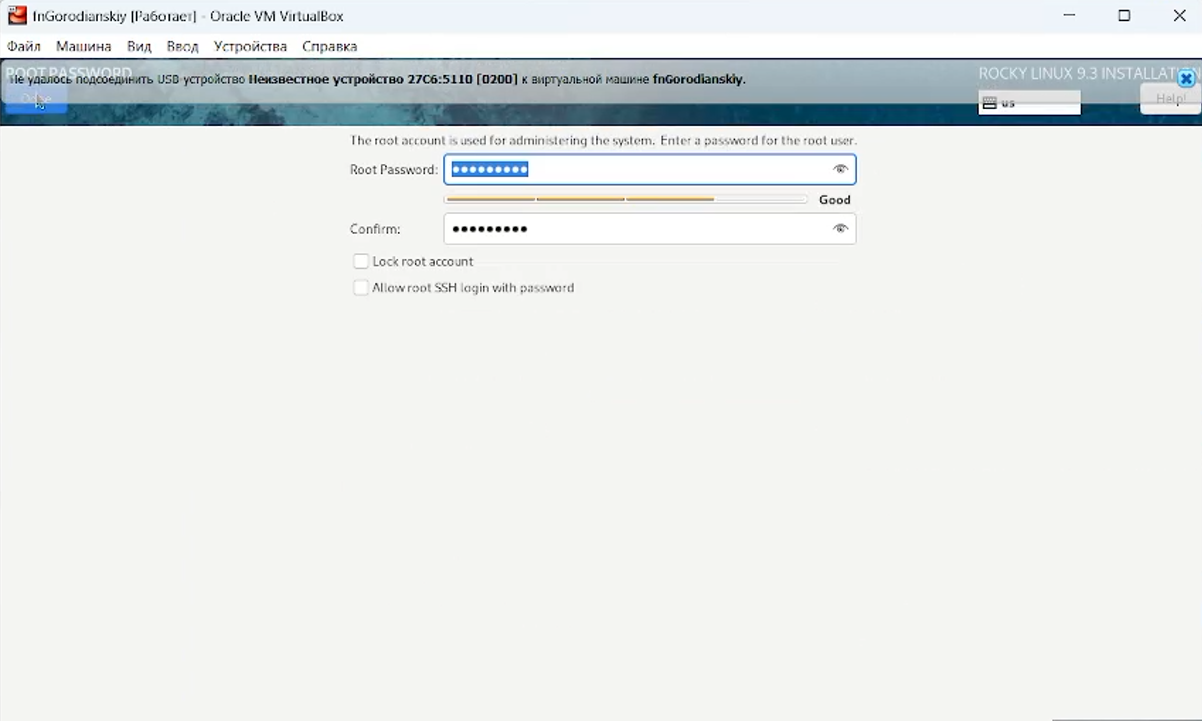 fnGorodianskiy [Работает] - Oracle VM VirtualBox
Файл Машина Вид Ввод Устройства Справка
ROOT PASSWORD
ROCKY LINUX 9.3 INSTALLATION
Не удалось подсоединить USB устройство Неизвестное устройство 27C6:5110 [0200] к виртуальной машине fnGorodianskiy.
Done
us
Help!
The root account is used for administering the system. Enter a password for the root user.
Root Password: ●●●●●●●●●
Good
Confirm: ●●●●●●●●●
Lock root account
Allow root SSH login with password